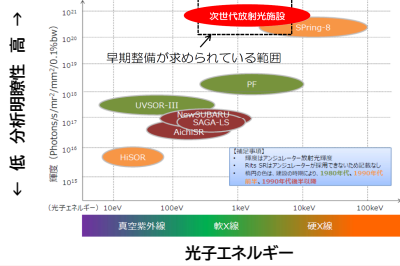 ← 低 分析明瞭性 高 →
輝度 (Photons/s/mr²/mm²/0.1%bw)
10²¹
10²⁰
10¹⁹
10¹⁸
10¹⁷
10¹⁶
10¹⁵
次世代放射光施設
SPring-8
早期整備が求められている範囲
PF
UVSOR-III
NewSUBARU
SAGA-LS
AichiSR
HiSOR
【補足事項】
• 輝度はアンジュレーター放射光輝度
• Rits SRはアンジュレーターが採用できないため記載なし
• 楕円の色は、建設の時期により、1980年代、1990年代
前半、1990年代後半以降
(光子エネルギー) 10eV 100eV 1keV 10keV 100keV
真空紫外線 軟X線 硬X線
光子エネルギー